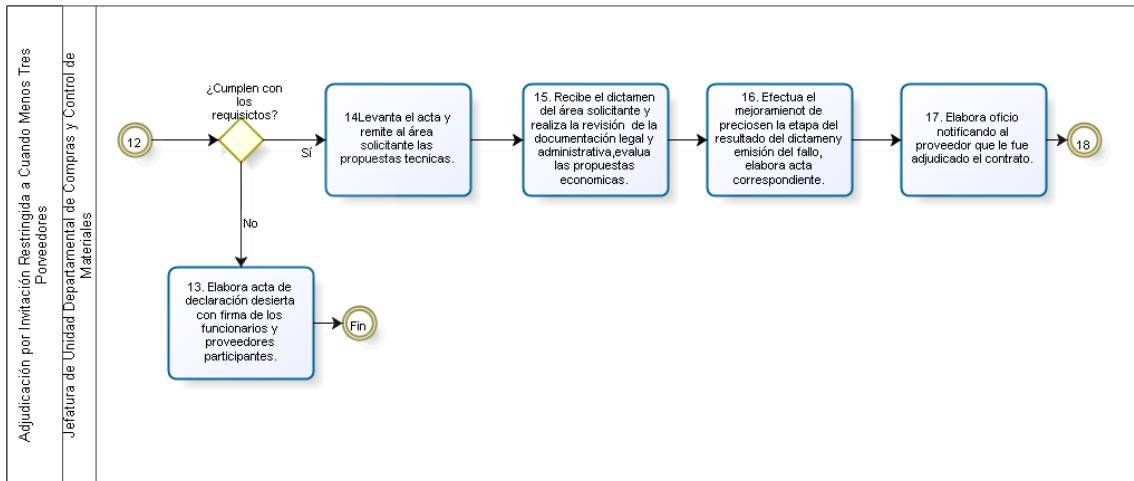 Adjudicación por Invitación Restringida a Cuando Menos Tres
Porveedores
Jefatura de Unidad Departamental de Compras y Control de
Materiales
12
¿Cumplen con
los
requisictos?
Sí
No
14Levanta el acta y
remite al área
solicitante las
propuestas tecnicas.
15. Recibe el dictamen
del área solicitante y
realiza la revisión de la
documentación legal y
administrativa,evalua
las propuestas
economicas.
16. Efectua el
mejoramienot de
preciosen la etapa del
resultado del dictameny
emisión del fallo,
elabora acta
correspondiente.
17. Elabora oficio
notificando al
proveedor que le fue
adjudicado el contrato.
18
13. Elabora acta de
declaración desierta
con firma de los
funcionarios y
proveedores
participantes.
Fin